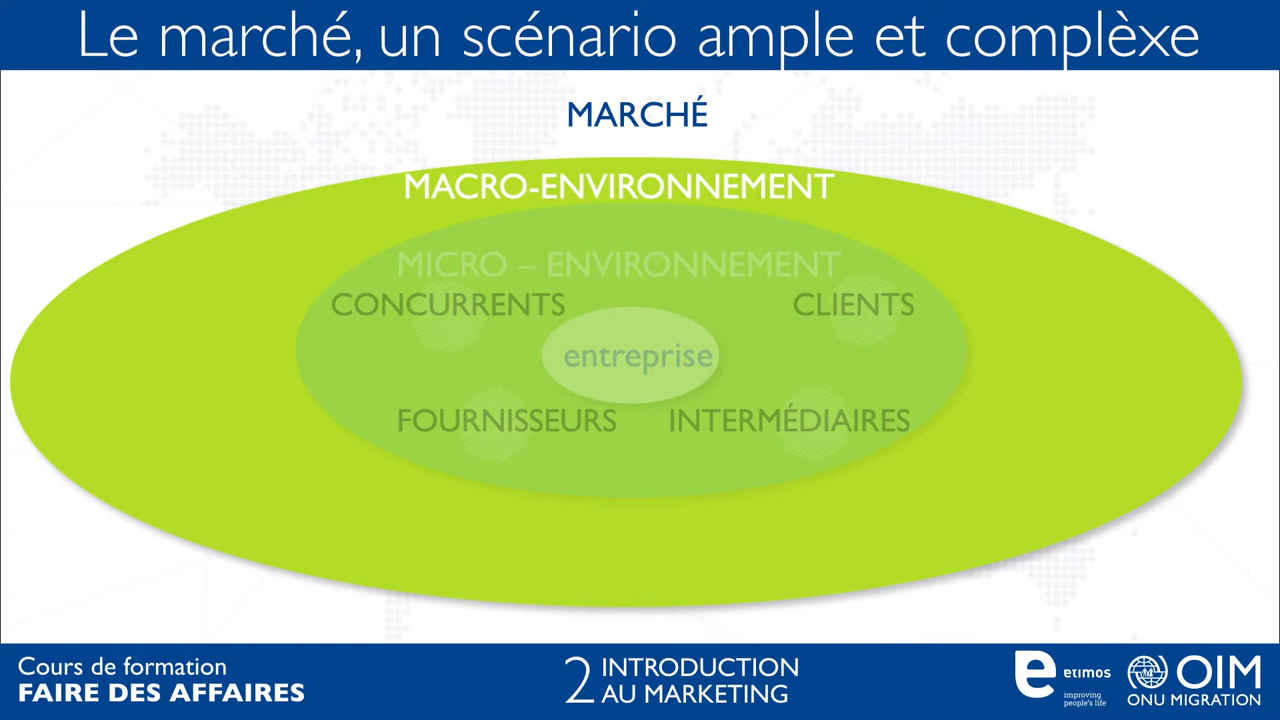 Le marché, un scénario ample et complèxe
MARCHÉ
MACRO-ENVIRONNEMENT
MICRO – ENVIRONNEMENT
CONCURRENTS
CLIENTS
entreprise
FOURNISSEURS
INTERMÉDIAIRES
Cours de formation
FAIRE DES AFFAIRES
2 INTRODUCTION
AU MARKETING
e etimos
improving
people's life
OIM
ONU MIGRATION